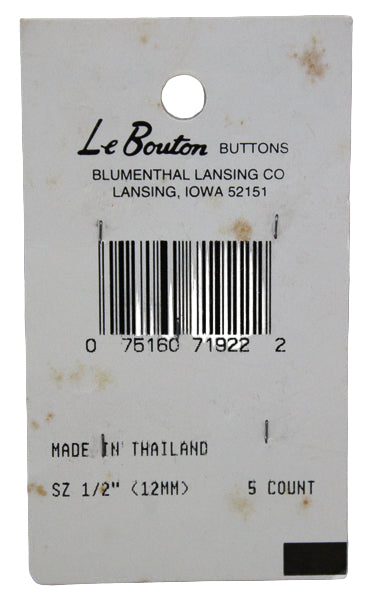 Le Bouton BUTTONS
BLUMENTHAL LANSING CO
LANSING, IOWA 52151
0 75160 71922 2
MADE IN THAILAND
SZ 1/2" (12MM) 5 COUNT